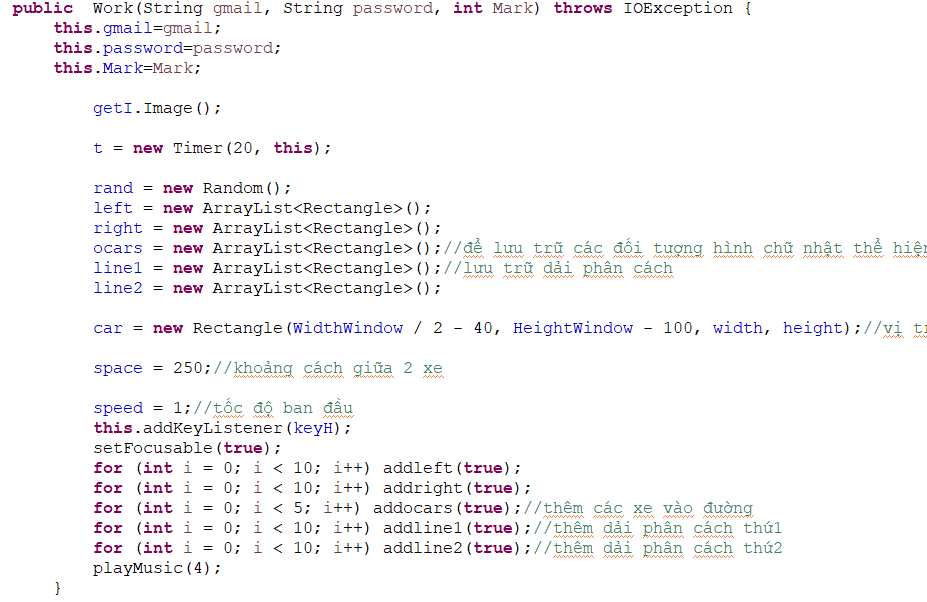 public  Work(String gmail, String password, int Mark) throws IOException {
    this.gmail=gmail;
    this.password=password;
    this.Mark=Mark;
        getI.Image();
        t = new Timer(20, this);
        rand = new Random();
        left = new ArrayList<Rectangle>();
        right = new ArrayList<Rectangle>();
        ocars = new ArrayList<Rectangle>();//để lưu trữ các đối tượng hình chữ nhật thể
        line1 = new ArrayList<Rectangle>();//lưu trữ dải phân cách
        line2 = new ArrayList<Rectangle>();
        car = new Rectangle(WidthWindow / 2 - 40, HeightWindow - 100, width, height);//vị
        space = 250;//khoảng cách giữa 2 xe
        speed = 1;//tốc độ ban đầu
        this.addKeyListener(keyH);
        setFocusable(true);
        for (int i = 0; i < 10; i++) addleft(true);
        for (int i = 0; i < 10; i++) addright(true);
        for (int i = 0; i < 5; i++) addocars(true);//thêm các xe vào đường
        for (int i = 0; i < 10; i++) addline1(true);//thêm dải phân cách thứ1
        for (int i = 0; i < 10; i++) addline2(true);//thêm dải phân cách thứ2
        playMusic(4);
    }